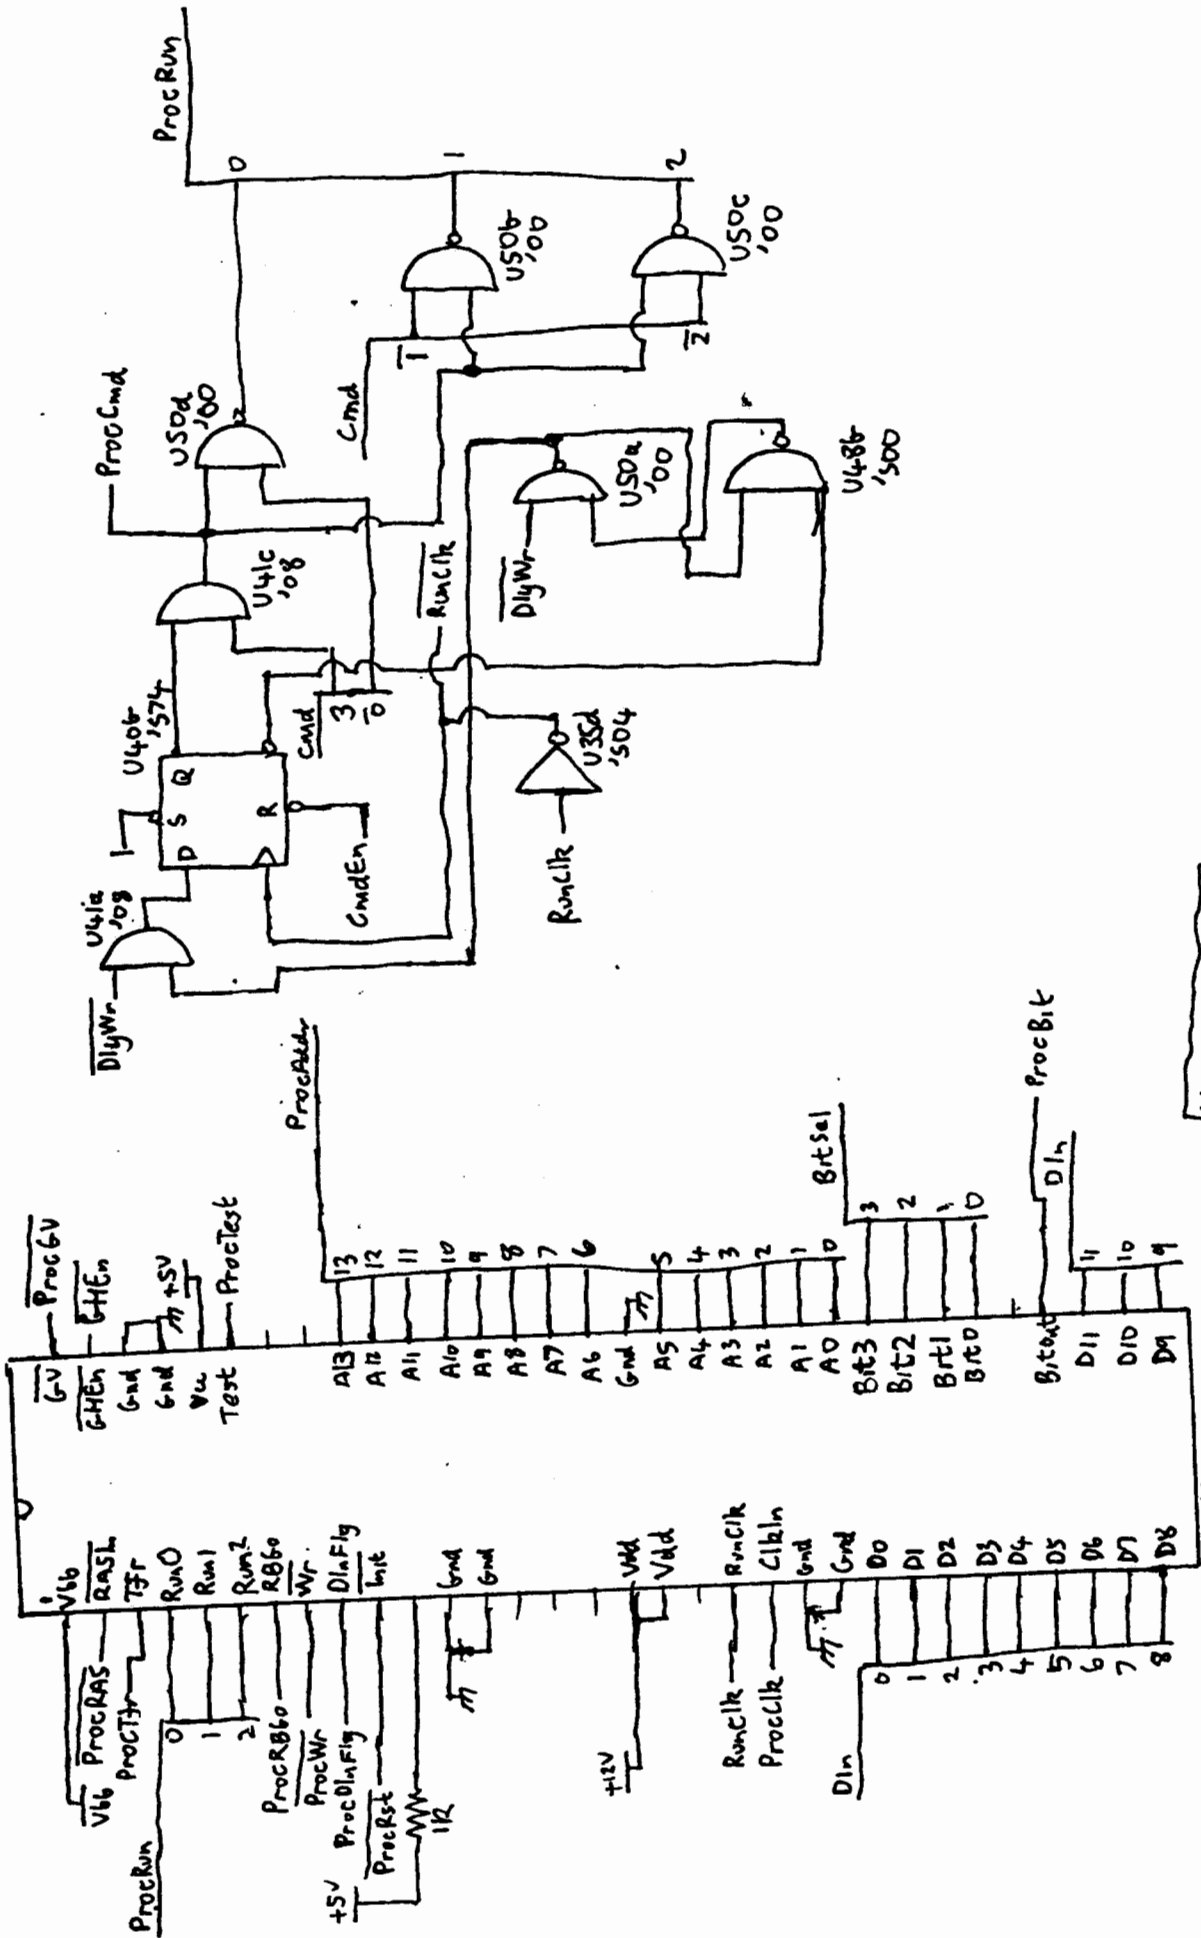 ProcRun
0
1
2
ProcCmd
U50d
'00
U50b
'00
U50c
'00
Cmd
1
2
U41c
'08
RunClk
DlyWr
U50a
'00
U48b
'S00
U40b
'S74
1
D
S
Q
R
Cmd
3
0
CmdEn
U35d
'S04
RunClk
U41a
'08
DlyWr
ProcGV
GHEn
+5V
ProcTest
ProcAddr
13
12
11
10
9
8
7
6
5
4
3
2
1
0
BitSel
3
2
1
0
ProcBit
DIn
11
10
9
GV
GHEn
Gnd
Gnd
Vcc
Test
A13
A12
A11
A10
A9
A8
A7
A6
Gnd
A5
A4
A3
A2
A1
A0
Bit3
Bit2
Bit1
Bit0
Bitout
D11
D10
D9
Vbb
RASL
Tfr
Run0
Run1
Run2
RBGo
Wr
DInFlg
Init
Gnd
Gnd
Vdd
Vdd
RunClk
ClkIn
Gnd
Gnd
D0
D1
D2
D3
D4
D5
D6
D7
D8
Vbb
ProcRAS
ProcTfr
ProcRun
0
1
2
ProcRBGo
ProcWr
ProcDInFlg
ProcRst
+5V
1K
+12V
RunClk
ProcClk
DIn
0
1
2
3
4
5
6
7
8